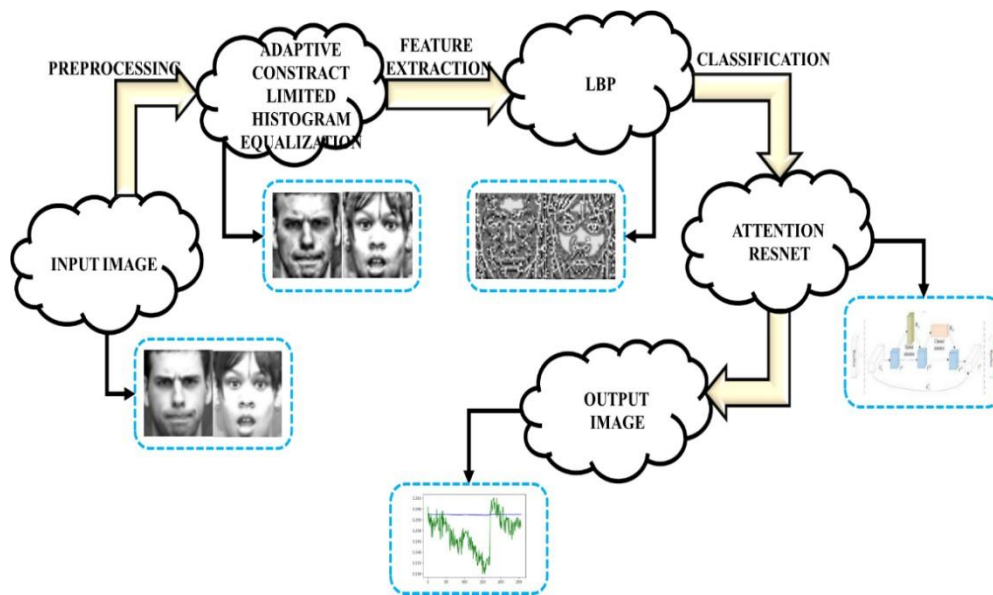 PREPROCESSING
ADAPTIVE
CONSTRACT
LIMITED
HISTOGRAM
EQUALIZATION
FEATURE
EXTRACTION
LBP
CLASSIFICATION
INPUT IMAGE
ATTENTION
RESNET
OUTPUT
IMAGE